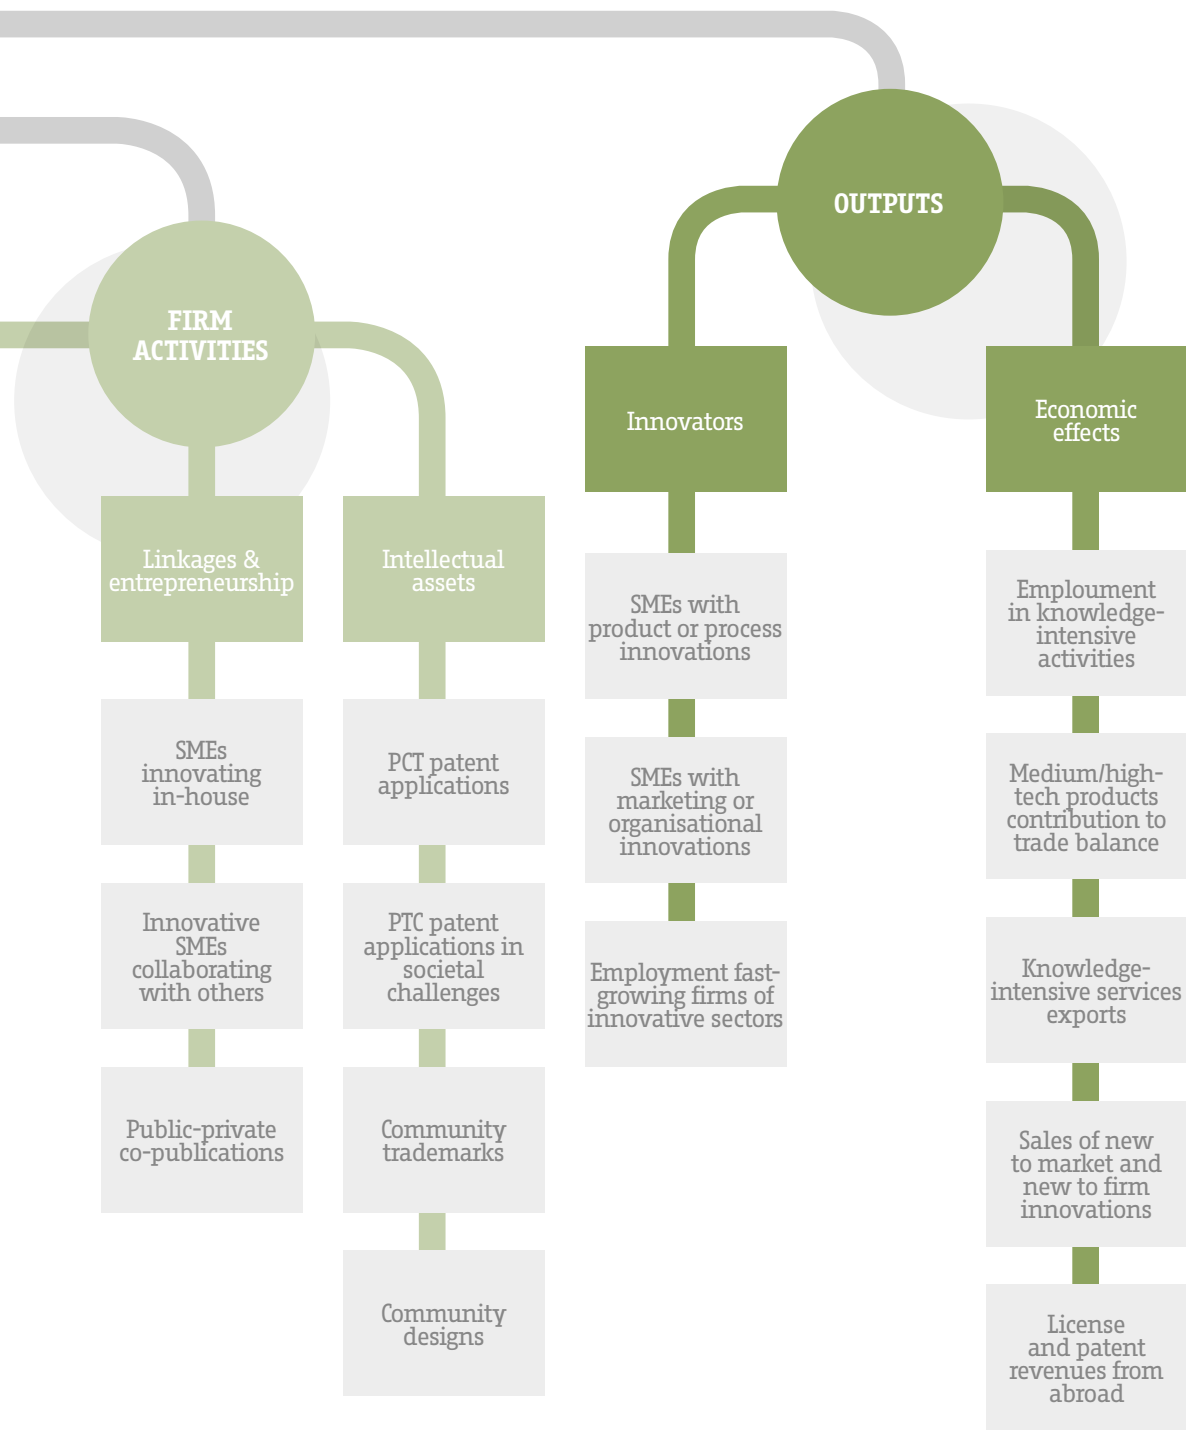 FIRM
ACTIVITIES
Linkages &
entrepreneurship
SMEs
innovating
in-house
Innovative
SMEs
collaborating
with others
Public-private
co-publications
Intellectual
assets
PCT patent
applications
PTC patent
applications in
societal
challenges
Community
trademarks
Community
designs
OUTPUTS
Innovators
SMEs with
product or process
innovations
SMEs with
marketing or
organisational
innovations
Employment fast-
growing firms of
innovative sectors
Economic
effects
Emploument
in knowledge-
intensive
activities
Medium/high-
tech products
contribution to
trade balance
Knowledge-
intensive services
exports
Sales of new
to market and
new to firm
innovations
License
and patent
revenues from
abroad